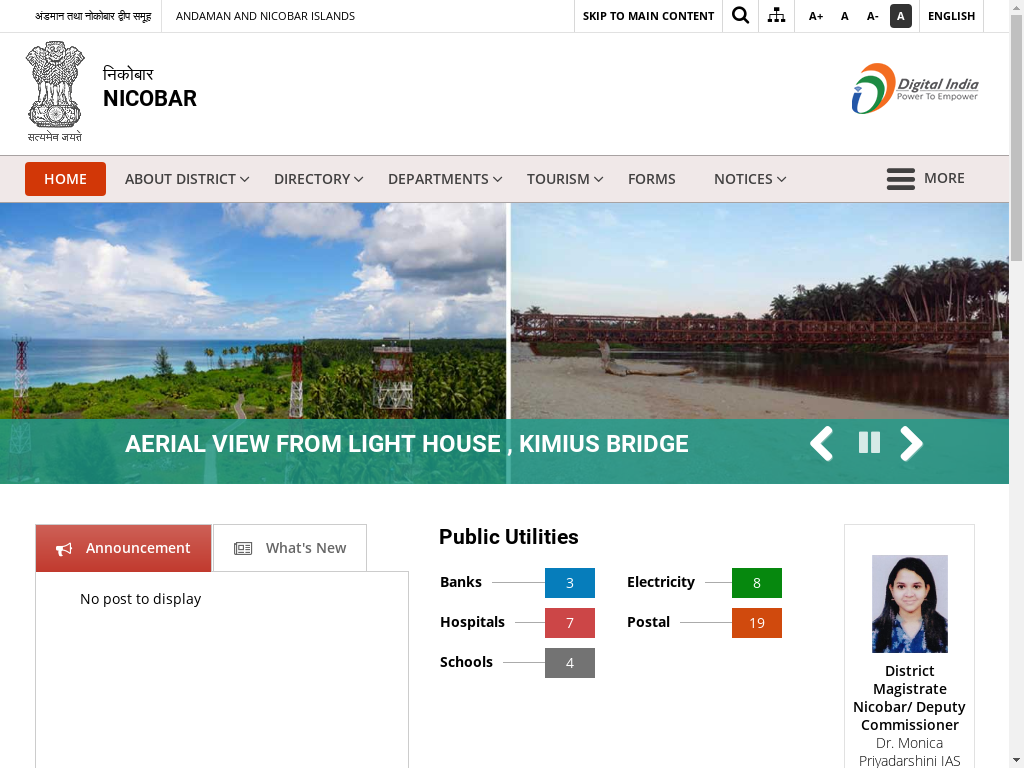 अंडमान तथा नोकोबार द्वीप समूह
ANDAMAN AND NICOBAR ISLANDS
SKIP TO MAIN CONTENT
A+
A
A-
A
ENGLISH
सत्यमेव जयते
निकोबार
NICOBAR
Digital India
Power To Empower
HOME
ABOUT DISTRICT
DIRECTORY
DEPARTMENTS
TOURISM
FORMS
NOTICES
MORE
AERIAL VIEW FROM LIGHT HOUSE , KIMIUS BRIDGE
Announcement
What's New
No post to display
Public Utilities
Banks 3
Electricity 8
Hospitals 7
Postal 19
Schools 4
District
Magistrate
Nicobar/ Deputy
Commissioner
Dr. Monica
Priyadarshini IAS